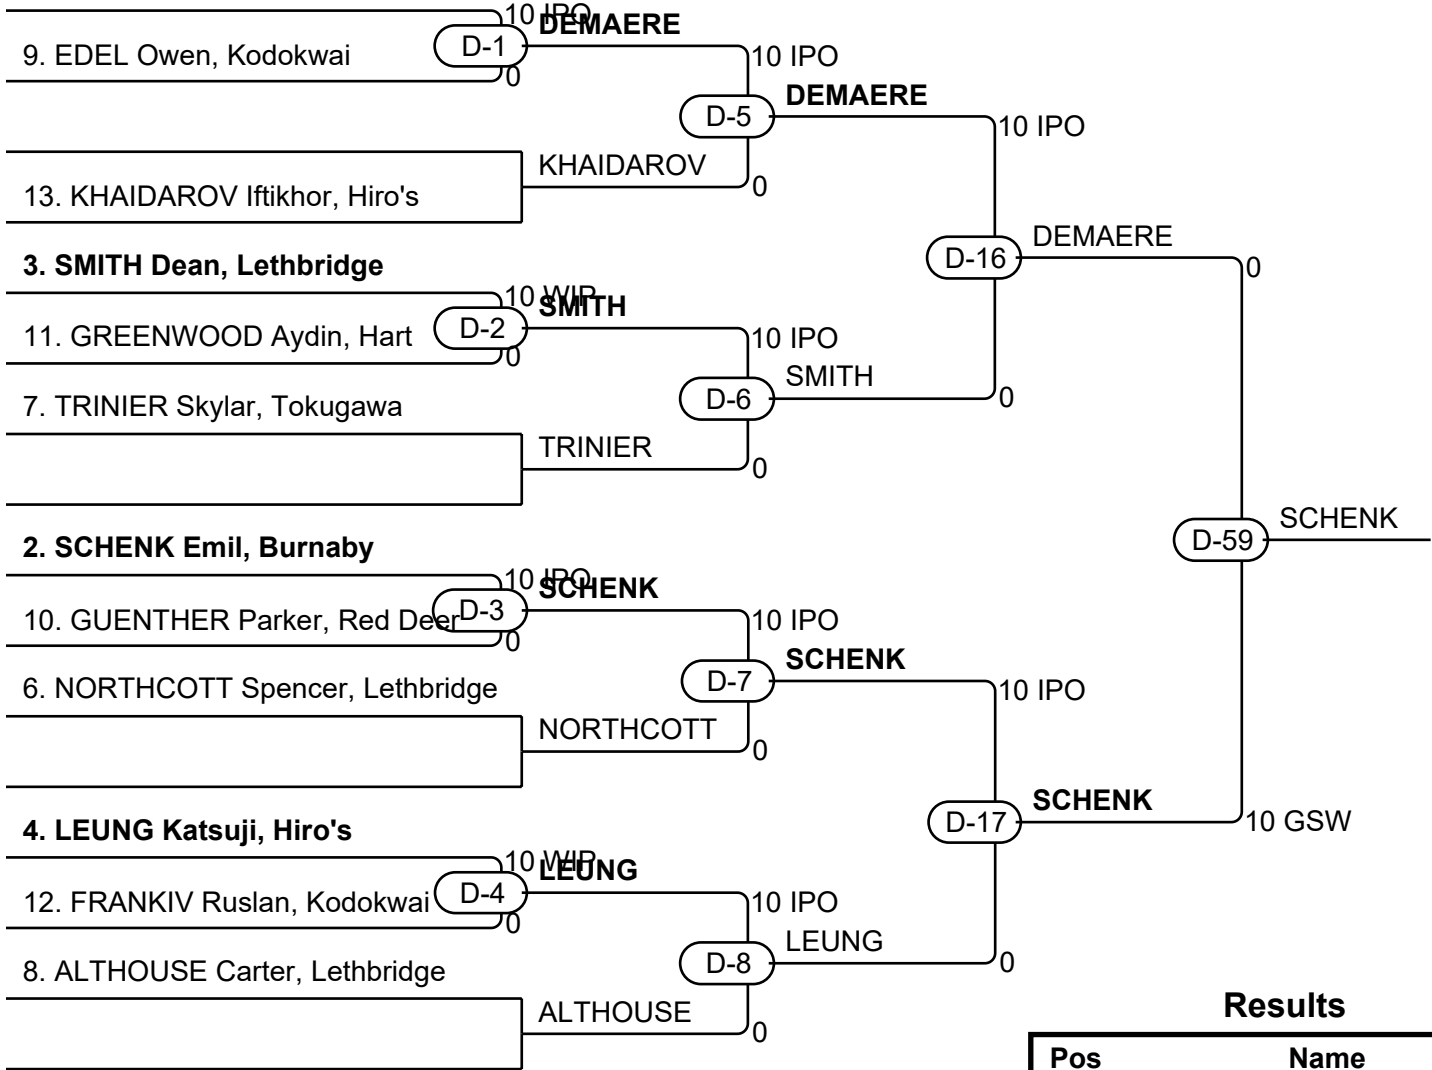 10 IPO
DEMAERE
9. EDEL Owen, Kodokwai
D-1
0
10 IPO
DEMAERE
D-5
10 IPO
KHAIDAROV
0
13. KHAIDAROV Iftikhor, Hiro's
DEMAERE
D-16
0
3. SMITH Dean, Lethbridge
10 WIP
SMITH
11. GREENWOOD Aydin, Hart
D-2
0
10 IPO
SMITH
D-6
0
7. TRINIER Skylar, Tokugawa
TRINIER
0
SCHENK
D-59
2. SCHENK Emil, Burnaby
10 IPO
SCHENK
10. GUENTHER Parker, Red Deer
D-3
0
10 IPO
SCHENK
D-7
10 IPO
6. NORTHCOTT Spencer, Lethbridge
NORTHCOTT
0
SCHENK
D-17
10 GSW
4. LEUNG Katsuji, Hiro's
10 WIP
LEUNG
12. FRANKIV Ruslan, Kodokwai
D-4
0
10 IPO
LEUNG
D-8
0
8. ALTHOUSE Carter, Lethbridge
ALTHOUSE
0
Results
Pos Name